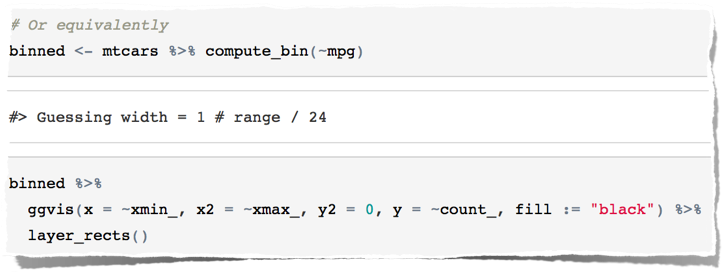 # Or equivalently
binned <- mtcars %>% compute_bin(~mpg)
#> Guessing width = 1 # range / 24
binned %>%
  ggvis(x = ~xmin_, x2 = ~xmax_, y2 = 0, y = ~count_, fill := "black") %>%
  layer_rects()